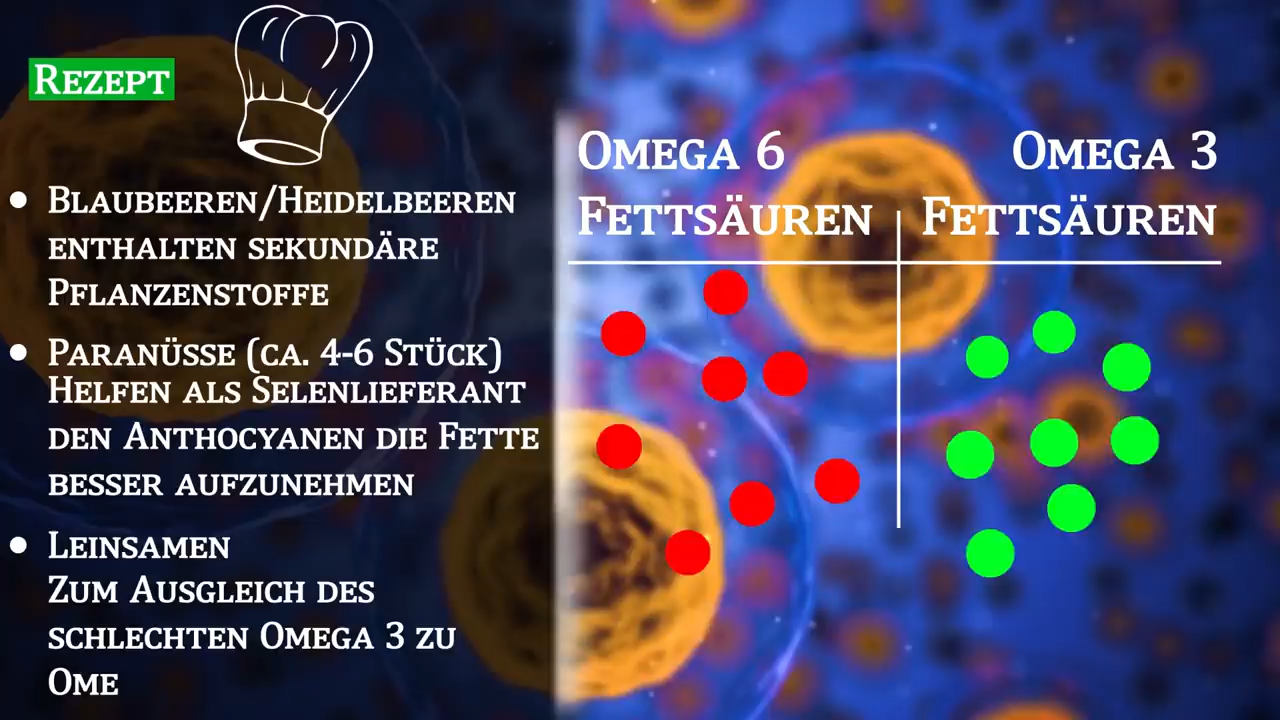 Rezept
• Blaubeeren/Heidelbeeren
enthalten sekundäre
Pflanzenstoffe
• Paranüsse (ca. 4-6 Stück)
Helfen als Selenlieferant
den Anthocyanen die Fette
besser aufzunehmen
• Leinsamen
Zum Ausgleich des
schlechten Omega 3 zu
Ome
Omega 6
Fettsäuren
Omega 3
Fettsäuren